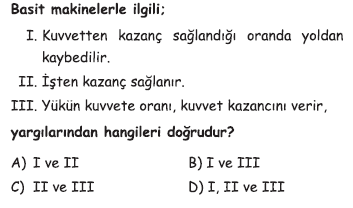 Basit makinelerle ilgili;
I. Kuvvetten kazanç sağlandığı oranda yoldan
kaybedilir.
II. İşten kazanç sağlanır.
III. Yükün kuvvete oranı, kuvvet kazancını verir,
yargılarından hangileri doğrudur?
A) I ve II B) I ve III
C) II ve III D) I, II ve III